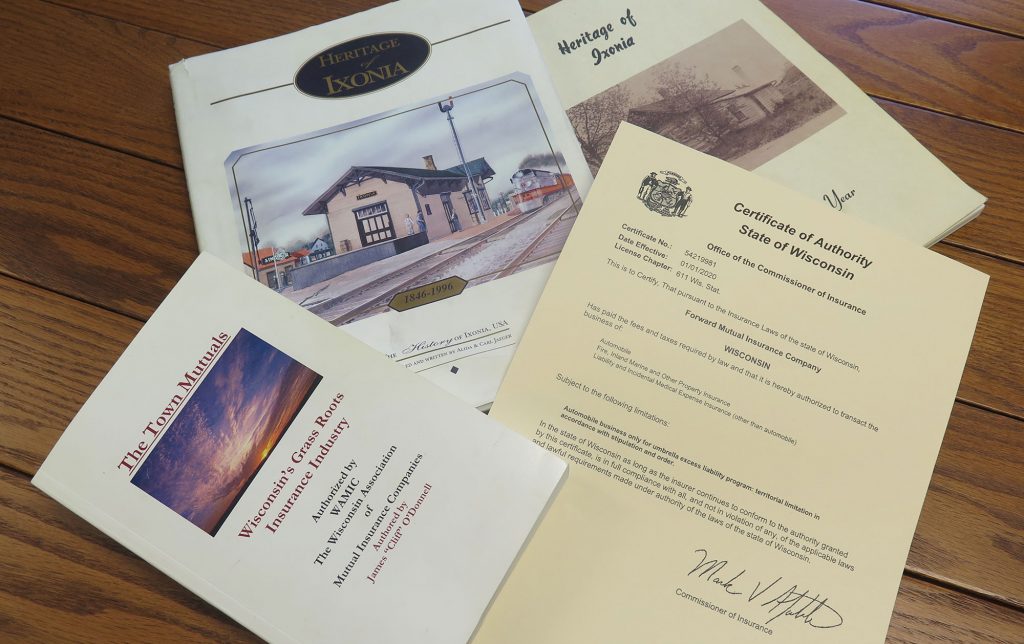 HERITAGE
of
IXONIA
IXONIA
1846-1996
History OF IXONIA, USA
ED AND WRITTEN BY ALIDA & CARL JAEGER
Heritage of
Ixonia
Year
The Town Mutuals
Wisconsin's Grass Roots
Insurance Industry
Authorized by
WAMIC
The Wisconsin Association
of
Mutual Insurance Companies
Authored by
James "Cliff" O'Donnell
Certificate of Authority
State of Wisconsin
Office of the Commissioner of Insurance
Certificate No.: 54219981
Date Effective: 01/01/2020
License Chapter: 611 Wis. Stat.
This is to Certify, That pursuant to the Insurance Laws of the state of Wisconsin,
Forward Mutual Insurance Company
WISCONSIN
Has paid the fees and taxes required by law and that it is hereby authorized to transact the
business of:
Automobile
Fire, Inland Marine and Other Property Insurance
Liability and Incidental Medical Expense Insurance (other than automobile)
Subject to the following limitations:
Automobile business only for umbrella excess liability program: territorial limitation in
accordance with stipulation and order.
In the state of Wisconsin as long as the insurer continues to conform to the authority granted
by this certificate, is in full compliance with all, and not in violation of any, of the applicable laws
and lawful requirements made under authority of the laws of the state of Wisconsin.
Mark V Afable
Commissioner of Insurance